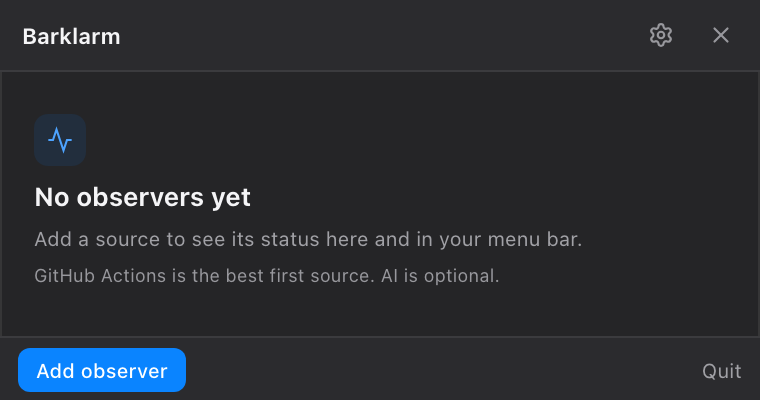 Barklarm
No observers yet
Add a source to see its status here and in your menu bar.
GitHub Actions is the best first source. AI is optional.
Add observer
Quit